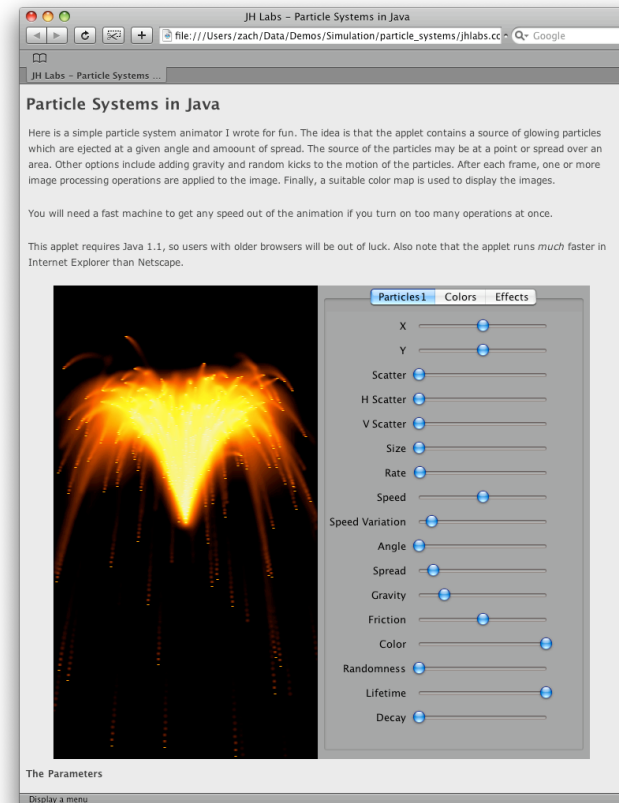 JH Labs - Particle Systems in Java
file:///Users/zach/Data/Demos/Simulation/particle_systems/jhlabs.cc
Google
JH Labs - Particle Systems ...
Particle Systems in Java
Here is a simple particle system animator I wrote for fun. The idea is that the applet contains a source of glowing particles
which are ejected at a given angle and amoount of spread. The source of the particles may be at a point or spread over an
area. Other options include adding gravity and random kicks to the motion of the particles. After each frame, one or more
image processing operations are applied to the image. Finally, a suitable color map is used to display the images.
You will need a fast machine to get any speed out of the animation if you turn on too many operations at once.
This applet requires Java 1.1, so users with older browsers will be out of luck. Also note that the applet runs much faster in
Internet Explorer than Netscape.
Particles1 Colors Effects
X
Y
Scatter
H Scatter
V Scatter
Size
Rate
Speed
Speed Variation
Angle
Spread
Gravity
Friction
Color
Randomness
Lifetime
Decay
The Parameters
Display a menu